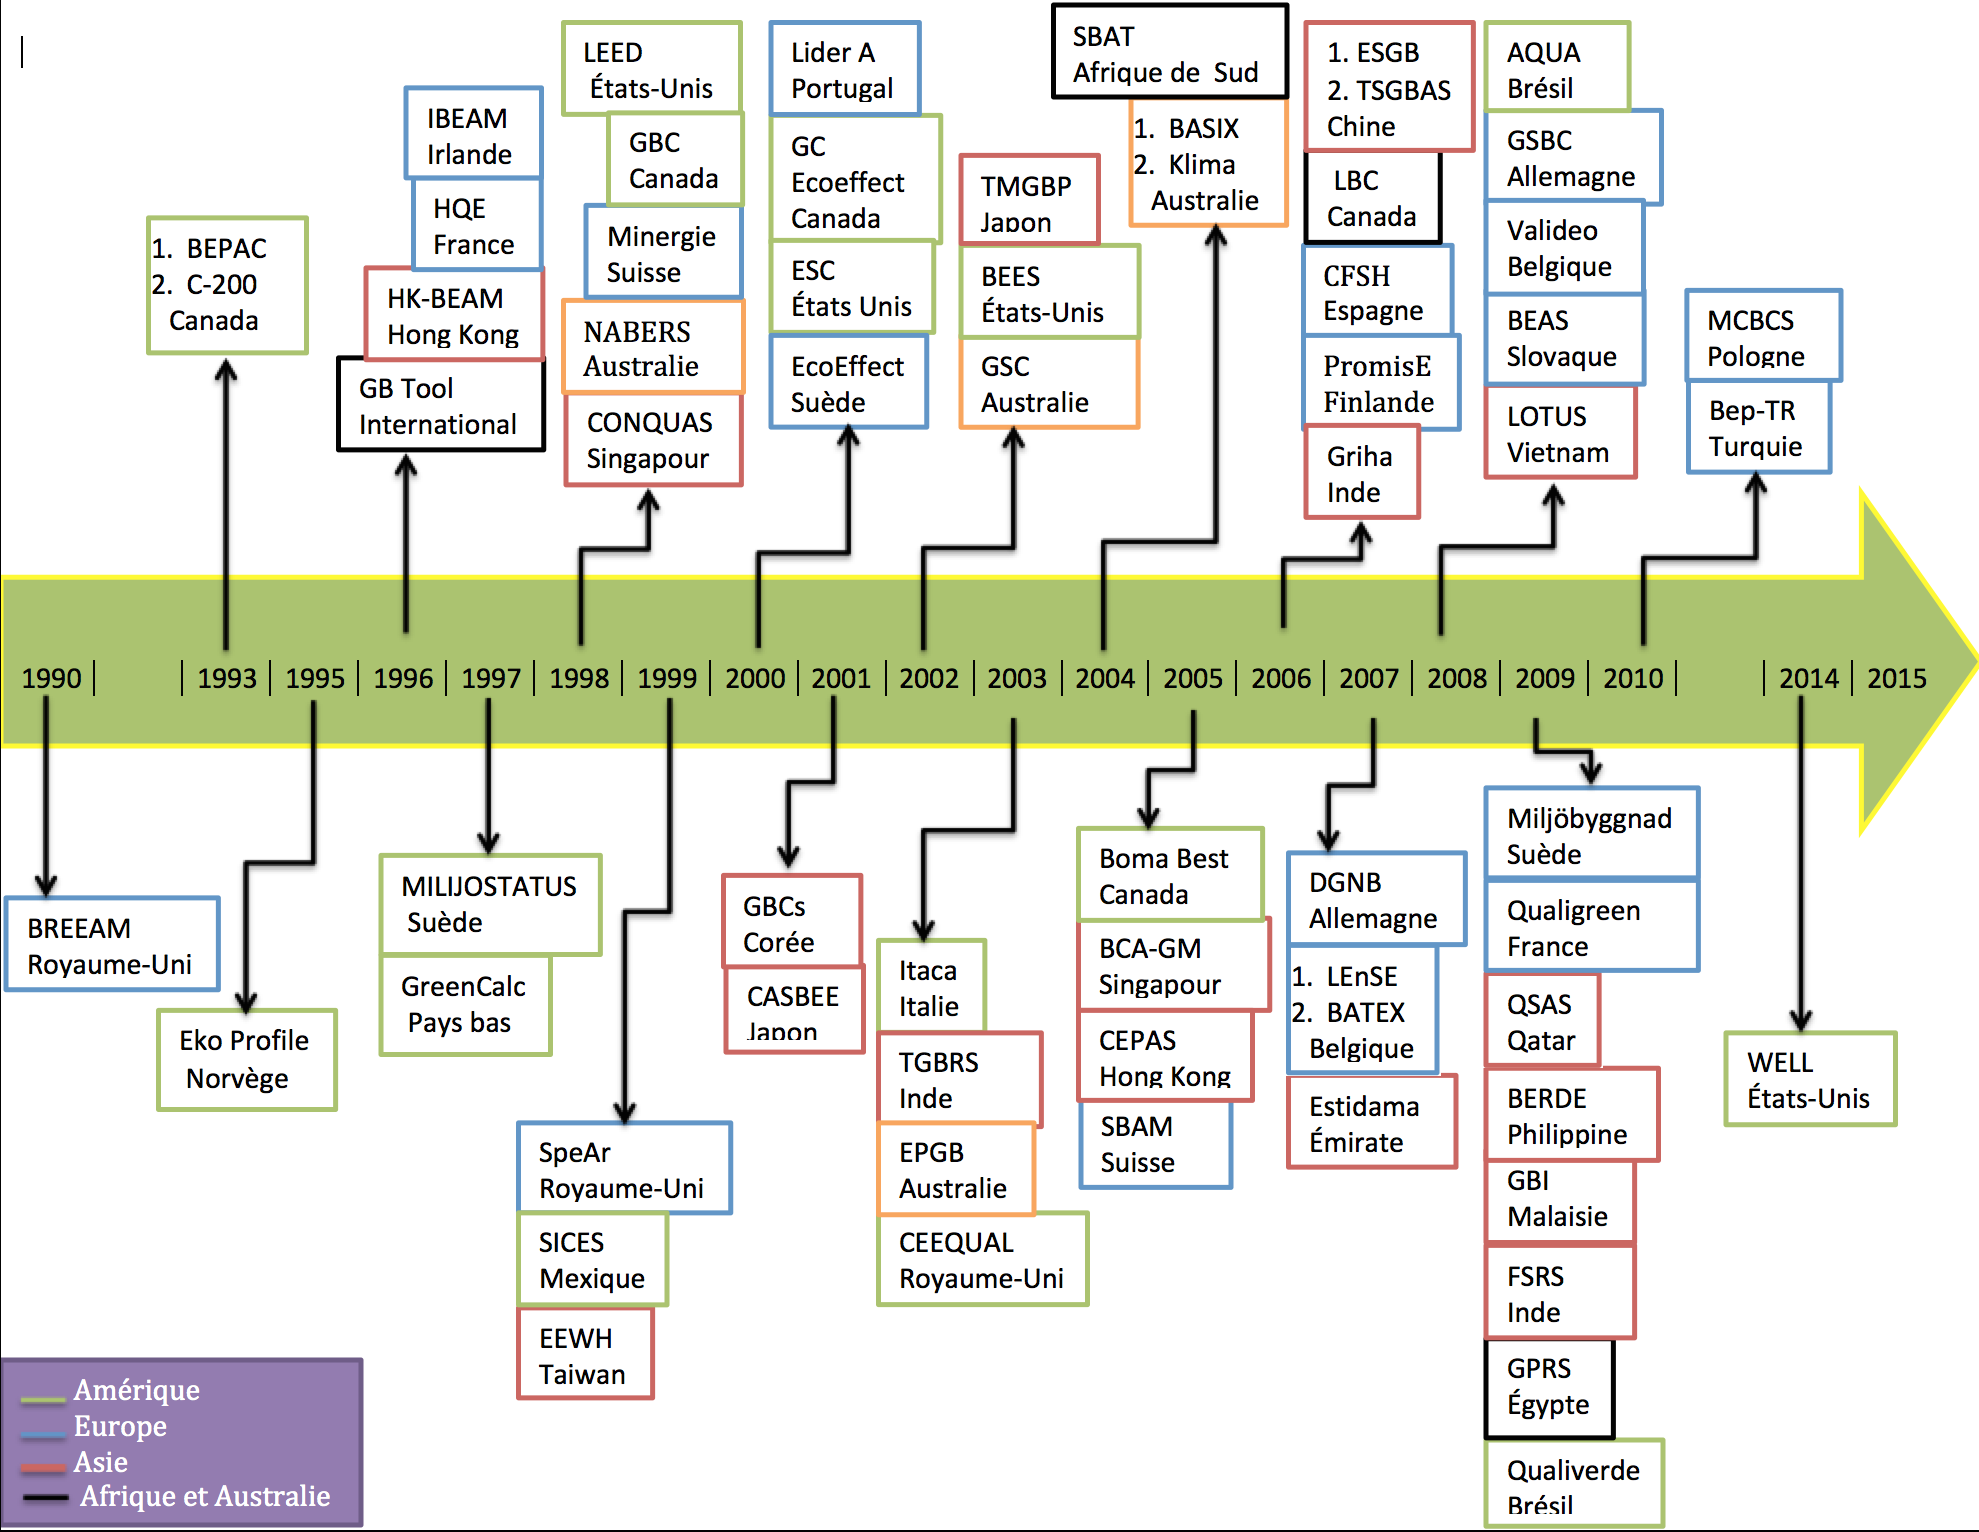 SBAT
Afrique de  Sud
LEED
États-Unis
Lider A
Portugal
1. ESGB
2. TSGBAS
Chine
AQUA
Brésil
IBEAM
Irlande
GBC
Canada
GC
Ecoeffect
Canada
1. BASIX
2. Klima
Australie
GSBC
Allemagne
HQE
France
Minergie
Suisse
TMGBP
Japon
LBC
Canada
Valideo
Belgique
1. BEPAC
2. C-200
Canada
HK-BEAM
Hong Kong
NABERS
Australie
ESC
États Unis
BEES
États-Unis
CFSH
Espagne
BEAS
Slovaque
MCBCS
Pologne
GB Tool
International
CONQUAS
Singapour
EcoEffect
Suède
GSC
Australie
PromisE
Finlande
LOTUS
Vietnam
Bep-TR
Turquie
Griha
Inde
1990 1993 1995 1996 1997 1998 1999 2000 2001 2002 2003 2004 2005 2006 2007 2008 2009 2010 2014 2015
BREEAM
Royaume-Uni
Eko Profile
Norvège
MILIJOSTATUS
Suède
GreenCalc
Pays bas
SpeAr
Royaume-Uni
SICES
Mexique
EEWH
Taiwan
GBCs
Corée
CASBEE
Japon
Itaca
Italie
TGBRS
Inde
EPGB
Australie
CEEQUAL
Royaume-Uni
Boma Best
Canada
BCA-GM
Singapour
CEPAS
Hong Kong
SBAM
Suisse
DGNB
Allemagne
1. LEnSE
2. BATEX
Belgique
Estidama
Émirate
Miljöbyggnad
Suède
Qualigreen
France
QSAS
Qatar
BERDE
Philippine
GBI
Malaisie
FSRS
Inde
GPRS
Égypte
Qualiverde
Brésil
WELL
États-Unis
Amérique
Europe
Asie
Afrique et Australie